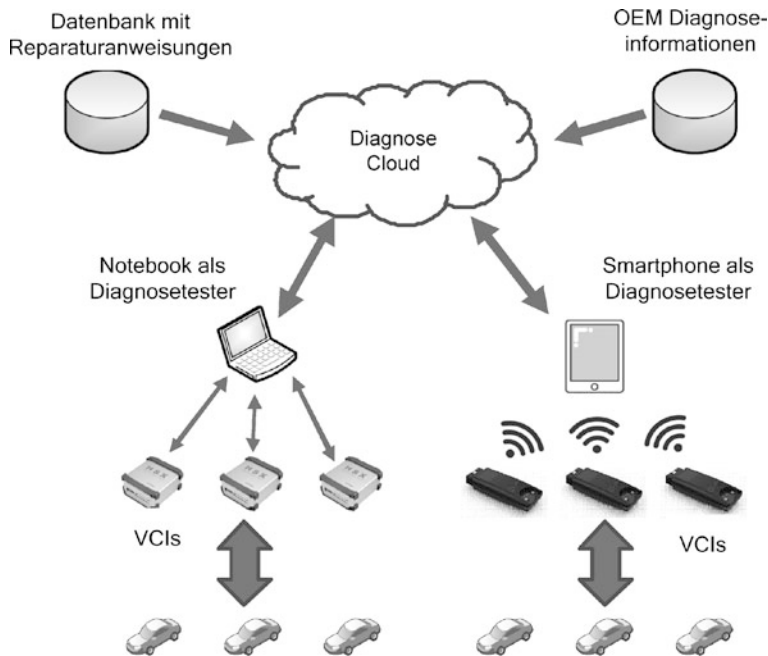 Datenbank mit
Reparaturanweisungen
OEM Diagnose-
informationen
Diagnose
Cloud
Notebook als
Diagnosetester
Smartphone als
Diagnosetester
VCIs
VCIs